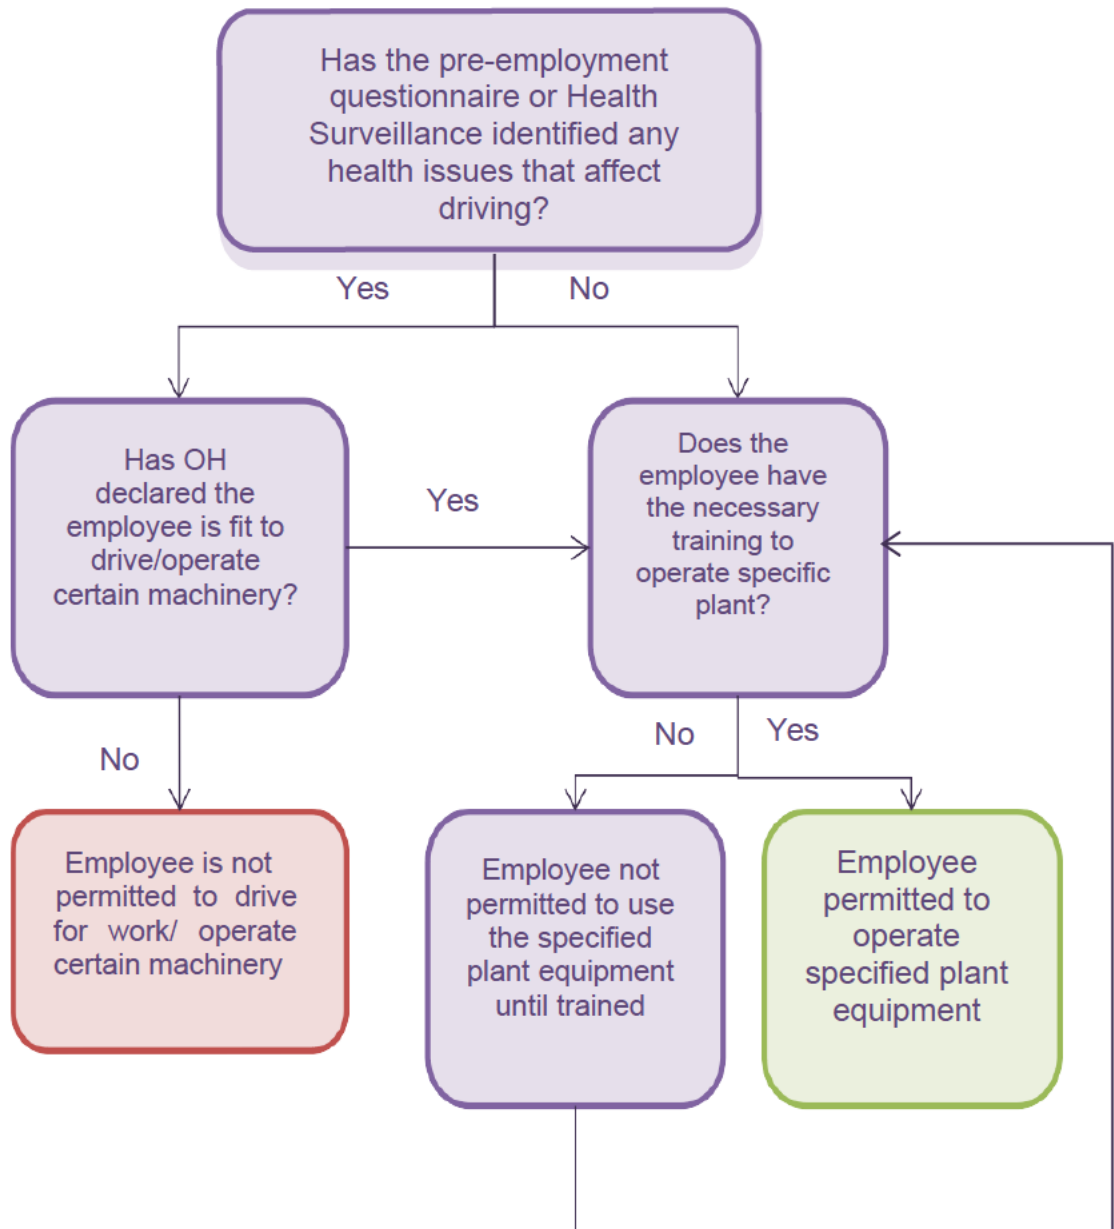 Has the pre-employment
questionnaire or Health
Surveillance identified any
health issues that affect
driving?
Yes
No
Has OH
declared the
employee is fit to
drive/operate
certain machinery?
Yes
Does the
employee have
the necessary
training to
operate specific
plant?
No
No
Yes
Employee is not
permitted to drive
for work/ operate
certain machinery
Employee not
permitted to use
the specified
plant equipment
until trained
Employee
permitted to
operate
specified plant
equipment